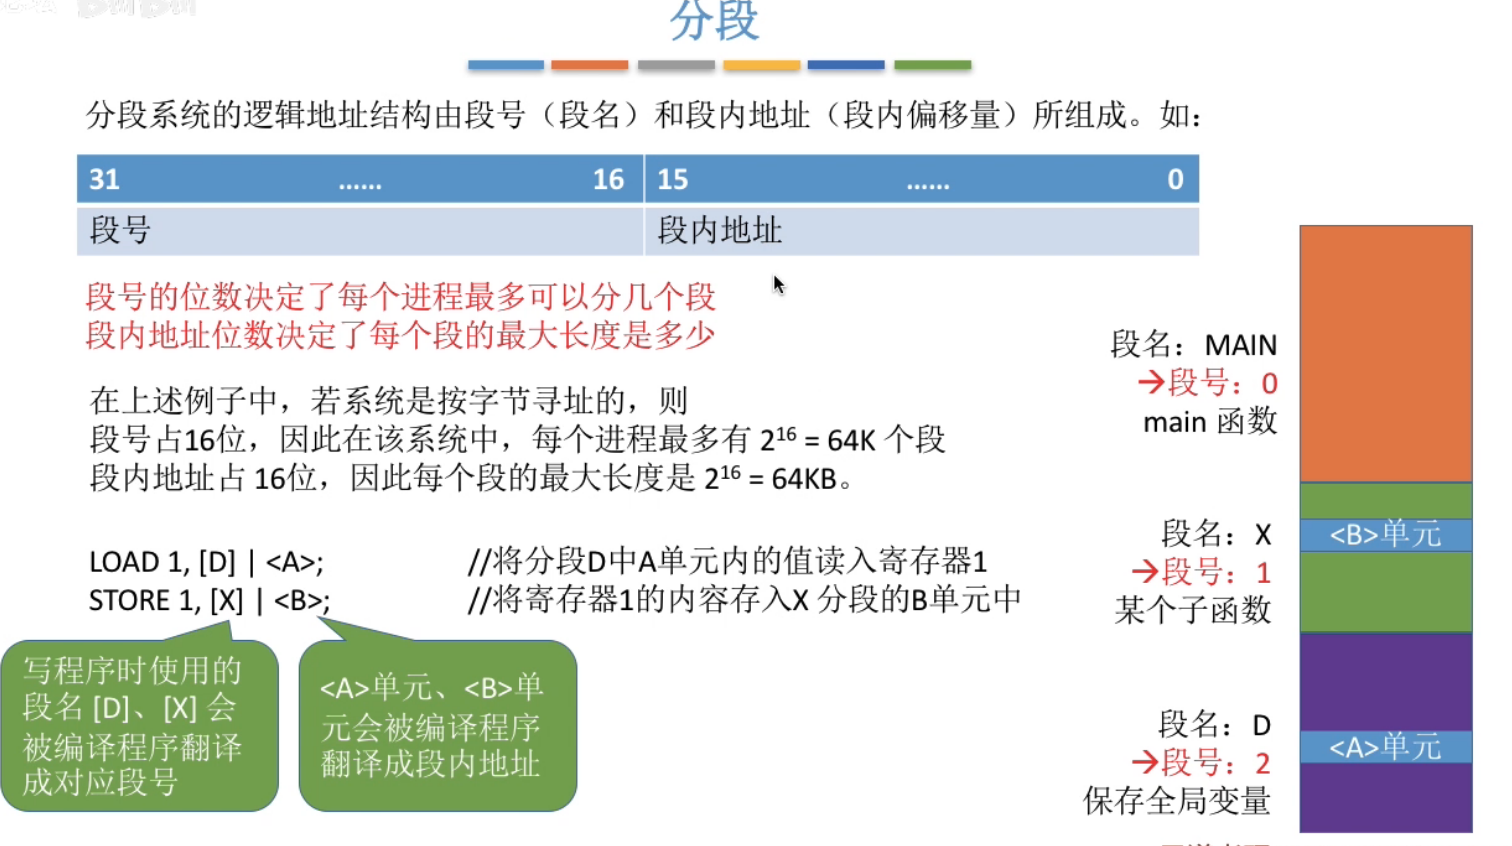 分段
分段系统的逻辑地址结构由段号（段名）和段内地址（段内偏移量）所组成。如：
31 …… 16 15 …… 0
段号 段内地址
段号的位数决定了每个进程最多可以分几个段
段内地址位数决定了每个段的最大长度是多少
在上述例子中，若系统是按字节寻址的，则
段号占16位，因此在该系统中，每个进程最多有 2¹⁶ = 64K 个段
段内地址占 16位，因此每个段的最大长度是 2¹⁶ = 64KB。
LOAD 1, [D] | <A>; //将分段D中A单元内的值读入寄存器1
STORE 1, [X] | <B>; //将寄存器1的内容存入X 分段的B单元中
写程序时使用的
段名 [D]、[X] 会
被编译程序翻译
成对应段号
<A>单元、<B>单
元会被编译程序
翻译成段内地址
段名：MAIN
→段号：0
main 函数
段名：X
→段号：1
某个子函数
<B>单元
段名：D
→段号：2
保存全局变量
<A>单元